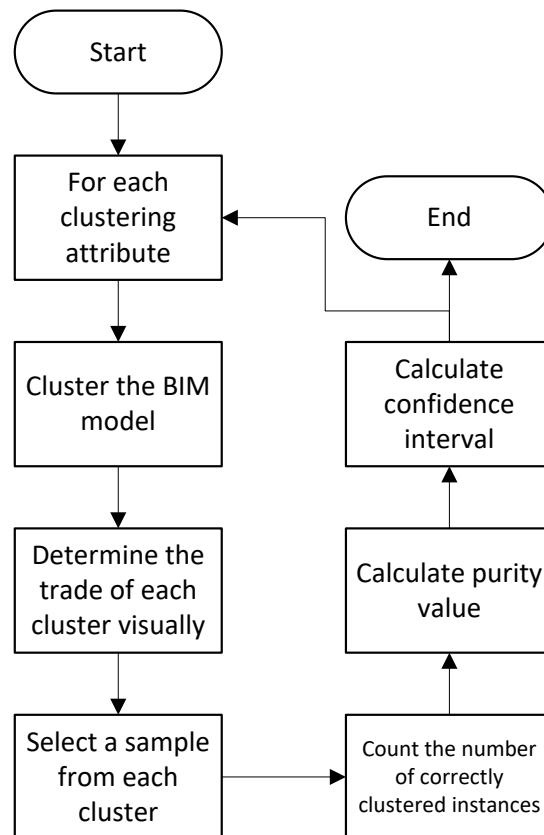 Start
For each
clustering
attribute
Cluster the BIM
model
Determine the
trade of each
cluster visually
Select a sample
from each
cluster
Count the number
of correctly
clustered instances
Calculate purity
value
Calculate
confidence
interval
End